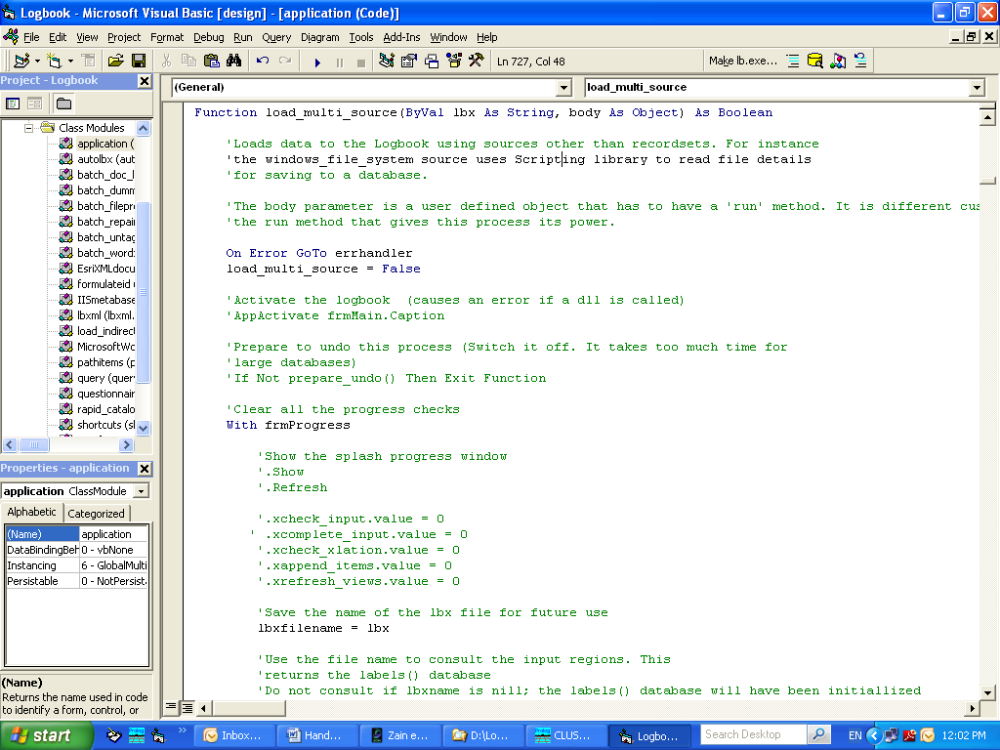 Logbook - Microsoft Visual Basic [design] - [application (Code)]
File Edit View Project Format Debug Run Query Diagram Tools Add-Ins Window Help
Ln 727, Col 48
Make lb.exe...
Project - Logbook
Class Modules
application (
autolbx (aut
batch_doc_l
batch_dumm
batch_filepro
batch_repai
batch_untag
batch_word:
EsriXMLdocu
formulateid
IISmetabase
lbxml (lbxml.
load_indirect
MicrosoftWo
pathitems (p
query (quer
questionnair
rapid_catalo
shortcuts (sl
Properties - application
application ClassModule
Alphabetic Categorized
(Name) application
DataBindingBeh 0 - vbNone
Instancing 6 - GlobalMulti
Persistable 0 - NotPersist
(Name)
Returns the name used in code
to identify a form, control, or
(General) load_multi_source
Function load_multi_source(ByVal lbx As String, body As Object) As Boolean
'Loads data to the Logbook using sources other than recordsets. For instance
'the windows_file_system source uses Scripting library to read file details
'for saving to a database.
'The body parameter is a user defined object that has to have a 'run' method. It is different cus
'the run method that gives this process its power.
On Error GoTo errhandler
load_multi_source = False
'Activate the logbook  (causes an error if a dll is called)
'AppActivate frmMain.Caption
'Prepare to undo this process (Switch it off. It takes too much time for
'large databases)
'If Not prepare_undo() Then Exit Function
'Clear all the progress checks
With frmProgress
'Show the splash progress window
'.Show
'.Refresh
'.xcheck_input.value = 0
' .xcomplete_input.value = 0
'.xcheck_xlation.value = 0
'.xappend_items.value = 0
'.xrefresh_views.value = 0
'Save the name of the lbx file for future use
lbxfilename = lbx
'Use the file name to consult the input regions. This
'returns the labels() database
'Do not consult if lbxname is nill; the labels() database will have been initiallized
start
Inbox...
Hand...
Zain e...
D:\Lo...
CLUS...
Logbo...
Search Desktop
EN
12:02 PM